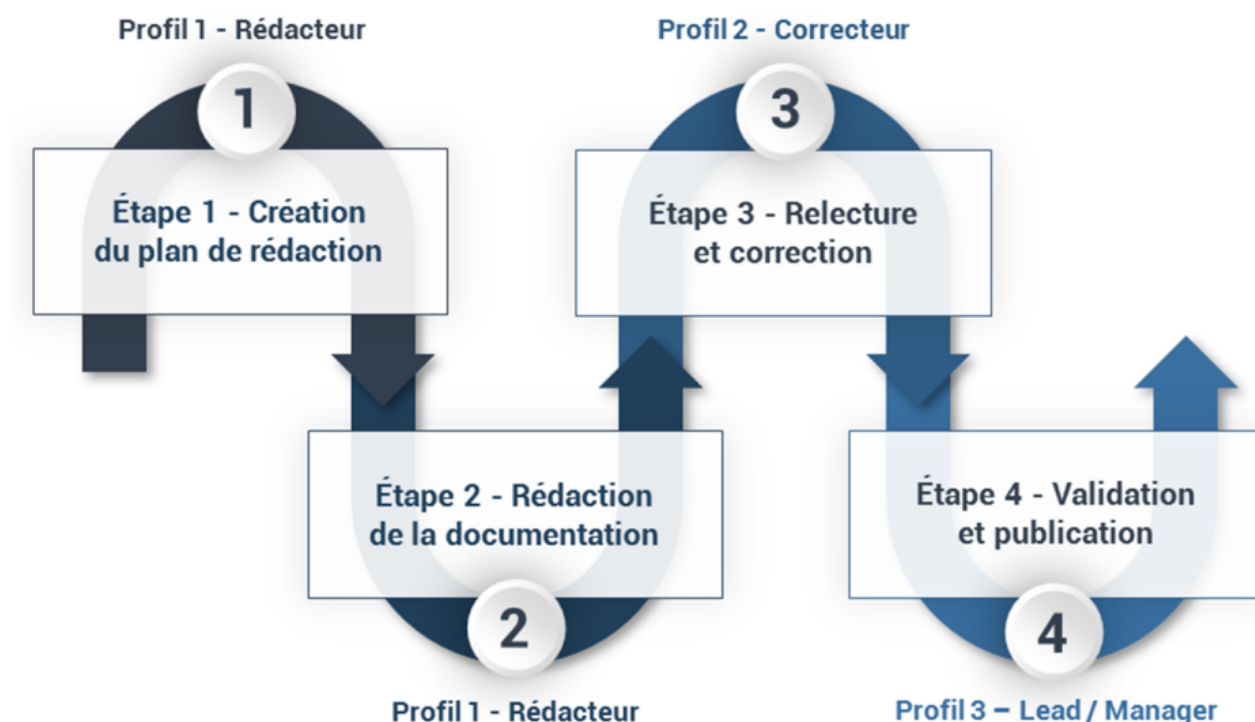 Profil 1 - Rédacteur
1
Étape 1 - Création
du plan de rédaction
Étape 2 - Rédaction
de la documentation
2
Profil 1 - Rédacteur
Profil 2 - Correcteur
3
Étape 3 - Relecture
et correction
Étape 4 - Validation
et publication
4
Profil 3 – Lead / Manager